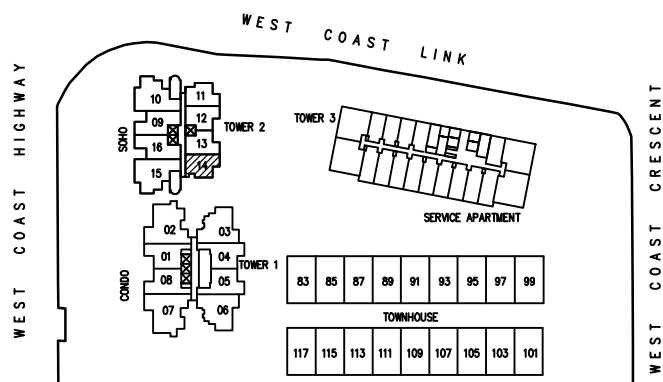 WEST COAST LINK
WEST COAST HIGHWAY
WEST COAST CRESCENT
10 11
09 12
16 13
15 14
SOHO
TOWER 2
TOWER 3
SERVICE APARTMENT
02 03
01 04
08 05
07 06
CONDO
TOWER 1
83 85 87 89 91 93 95 97 99
TOWNHOUSE
117 115 113 111 109 107 105 103 101